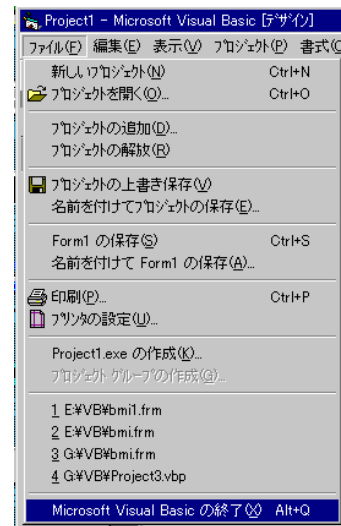 Project1 - Microsoft Visual Basic [ﾃﾞｻﾞｲﾝ]
ﾌｧｲﾙ(F) 編集(E) 表示(V) ﾌﾟﾛｼﾞｪｸﾄ(P) 書式(O
新しいﾌﾟﾛｼﾞｪｸﾄ(N) Ctrl+N
ﾌﾟﾛｼﾞｪｸﾄを開く(O)... Ctrl+O
ﾌﾟﾛｼﾞｪｸﾄの追加(D)...
ﾌﾟﾛｼﾞｪｸﾄの解放(R)
ﾌﾟﾛｼﾞｪｸﾄの上書き保存(V)
名前を付けてﾌﾟﾛｼﾞｪｸﾄの保存(E)...
Form1 の保存(S) Ctrl+S
名前を付けて Form1 の保存(A)...
印刷(P)... Ctrl+P
ﾌﾟﾘﾝﾀの設定(U)...
Project1.exe の作成(K)...
ﾌﾟﾛｼﾞｪｸﾄ ｸﾞﾙｰﾌﾟの作成(G)...
1 E:¥VB¥bmi1.frm
2 E:¥VB¥bmi.frm
3 G:¥VB¥bmi.frm
4 G:¥VB¥Project3.vbp
Microsoft Visual Basic の終了(X) Alt+Q